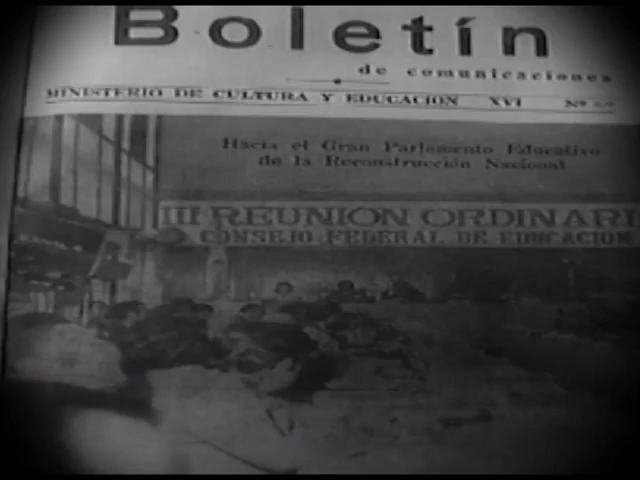 Boletín
de comunicaciones
MINISTERIO DE CULTURA Y EDUCACION XVI Nº
Hacia el Gran Parlamento Educativo
de la Reconstrucción Nacional
III REUNION ORDINARI
CONSEJO FEDERAL DE EDUCACION